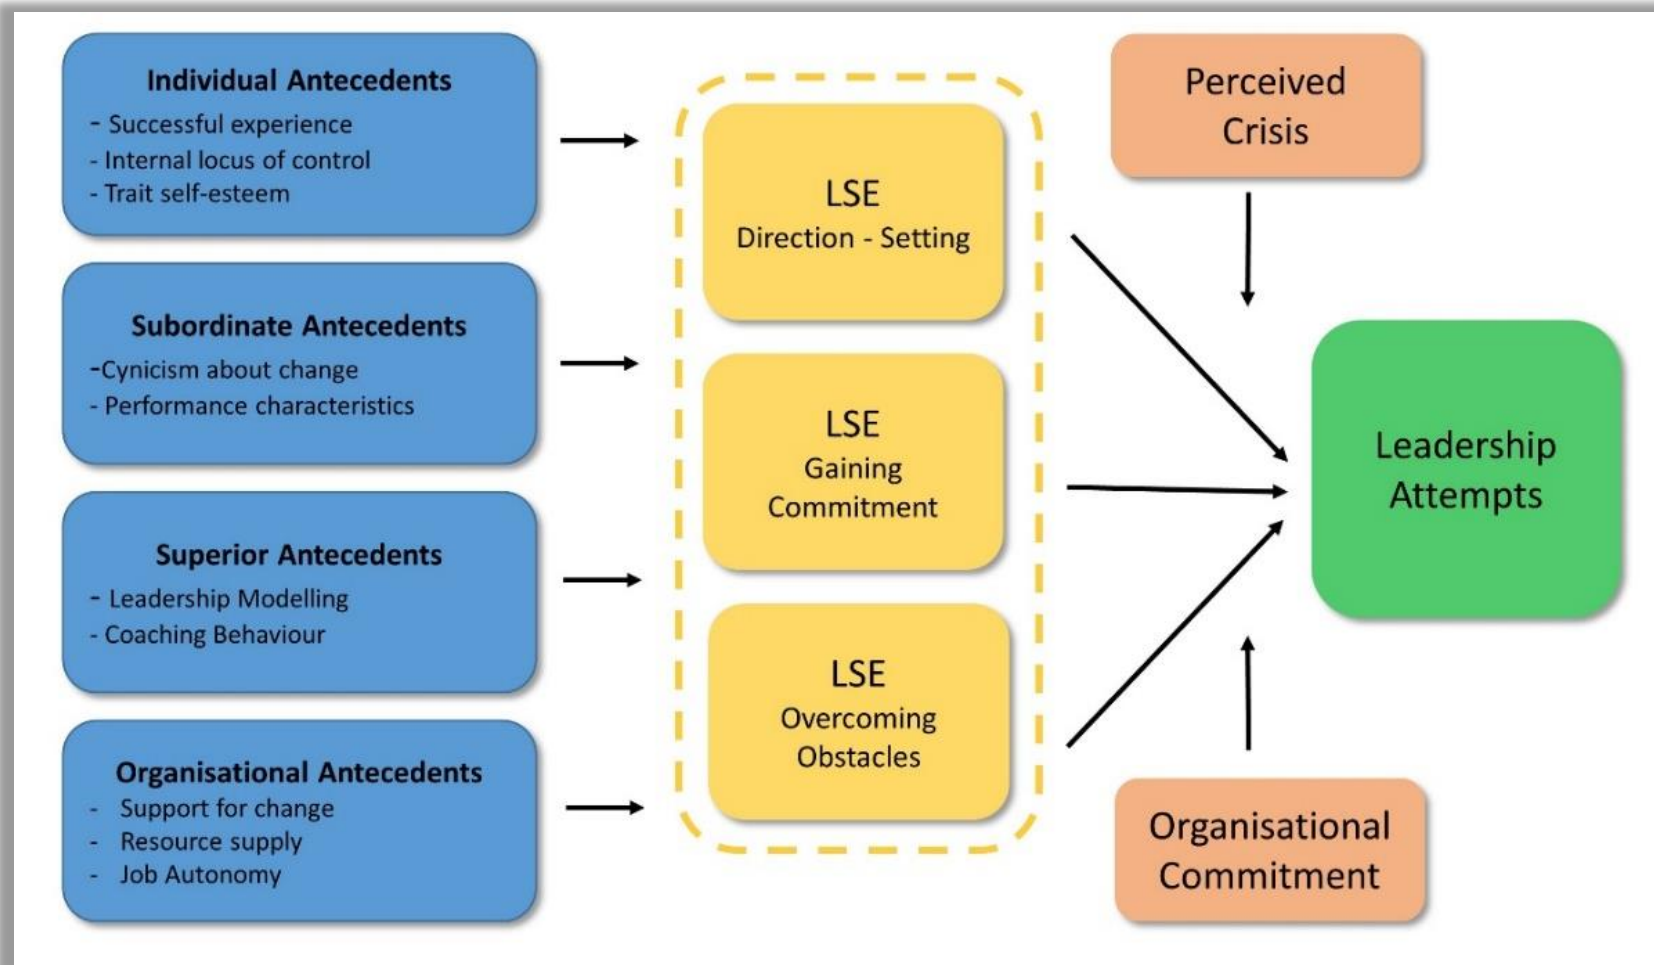 Individual Antecedents
- Successful experience
- Internal locus of control
- Trait self-esteem
Subordinate Antecedents
-Cynicism about change
- Performance characteristics
Superior Antecedents
- Leadership Modelling
- Coaching Behaviour
Organisational Antecedents
- Support for change
- Resource supply
- Job Autonomy
LSE
Direction - Setting
LSE
Gaining
Commitment
LSE
Overcoming
Obstacles
Perceived
Crisis
Leadership
Attempts
Organisational
Commitment